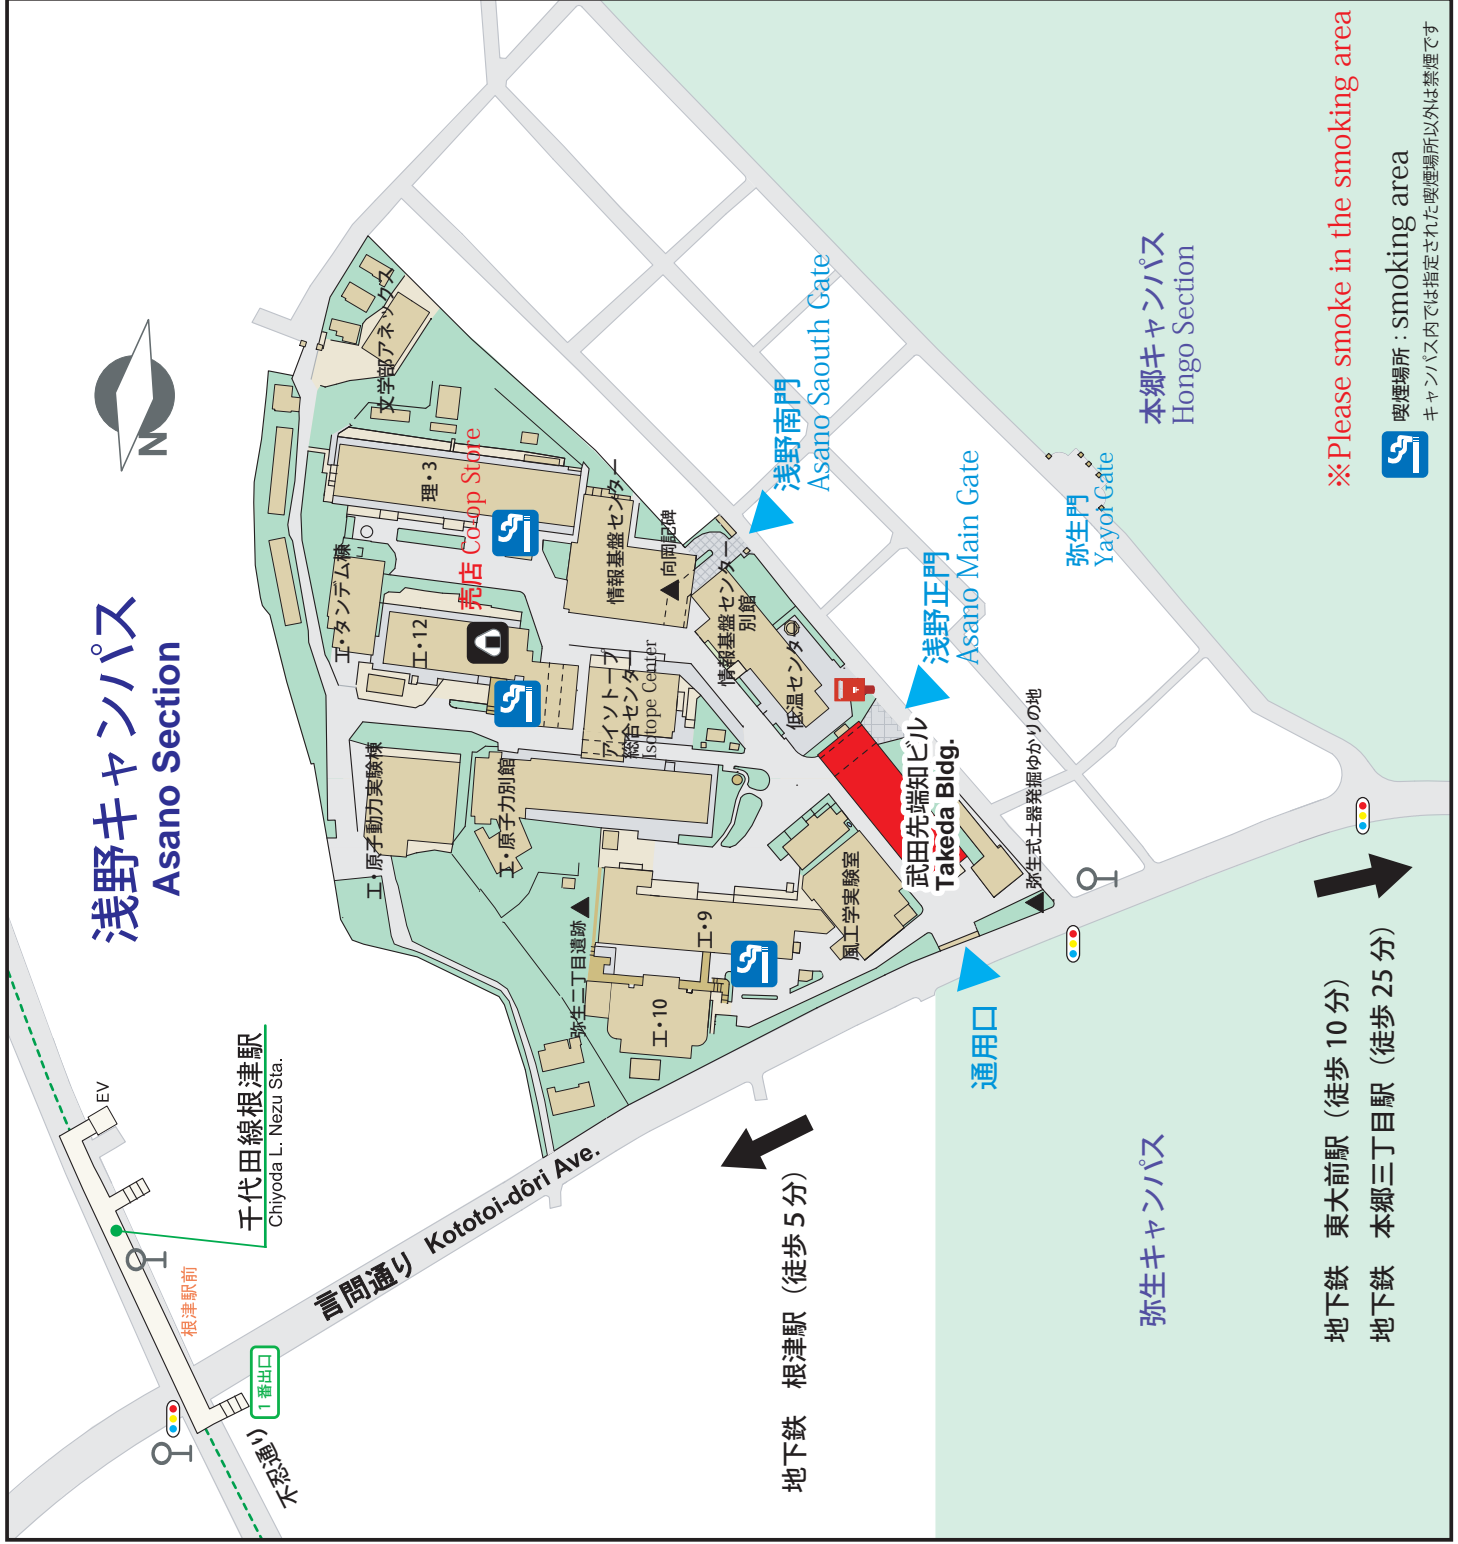 浅野キャンパス
Asano Section
N
EV
千代田線根津駅
Chiyoda L. Nezu Sta.
根津駅前
1番出口
不忍通り
言問通り Kototoi-dôri Ave.
文学部アネックス
理・3
売店 Co-op Store
工・タンデム棟
工・12
情報基盤センター
向岡記碑
情報基盤センター
別館
アイソトープ
総合センター
Isotope Center
低温センター
工・原子動力実験棟
工・原子力別館
弥生二丁目遺跡
工・9
工・10
風工学実験室
武田先端知ビル
Takeda Bldg.
弥生式土器発掘ゆかりの地
浅野南門
Asano Saouth Gate
浅野正門
Asano Main Gate
弥生門
Yayoi Gate
通用口
本郷キャンパス
Hongo Section
弥生キャンパス
地下鉄 根津駅（徒歩 5 分）
地下鉄 東大前駅（徒歩 10 分）
地下鉄 本郷三丁目駅（徒歩 25 分）
※Please smoke in the smoking area
喫煙場所 : smoking area
キャンパス内では指定された喫煙場所以外は禁煙です